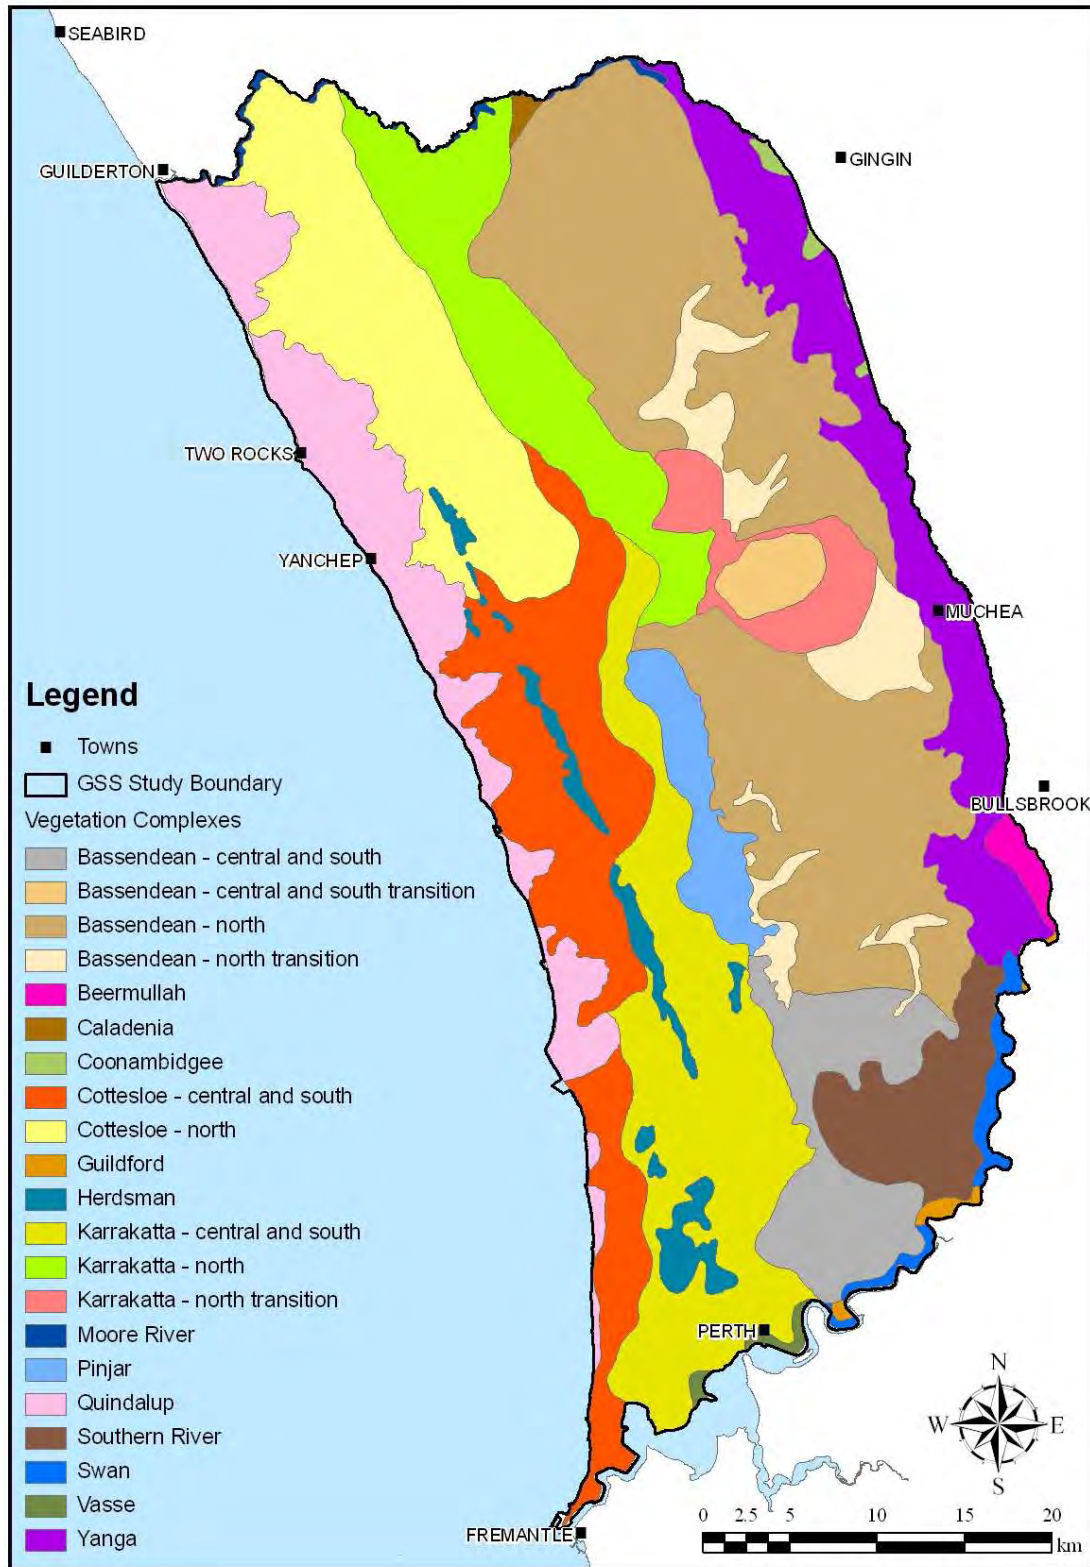 SEABIRD
GUILDERTON
GINGIN
TWO ROCKS
YANCHEP
MUCHEA
Legend
Towns
GSS Study Boundary
BULLSBROOK
Vegetation Complexes
Bassendean - central and south
Bassendean - central and south transition
Bassendean - north
Bassendean - north transition
Beermullah
Caladenia
Coonambidgee
Cottesloe - central and south
Cottesloe - north
Guildford
Herdsman
Karrakatta - central and south
Karrakatta - north
Karrakatta - north transition
Moore River
PERTH
Pinjar
Quindalup
Southern River
Swan
Vasse
Yanga
FREMANTLE
N
W E
S
0 2.5 5 10 15 20
km